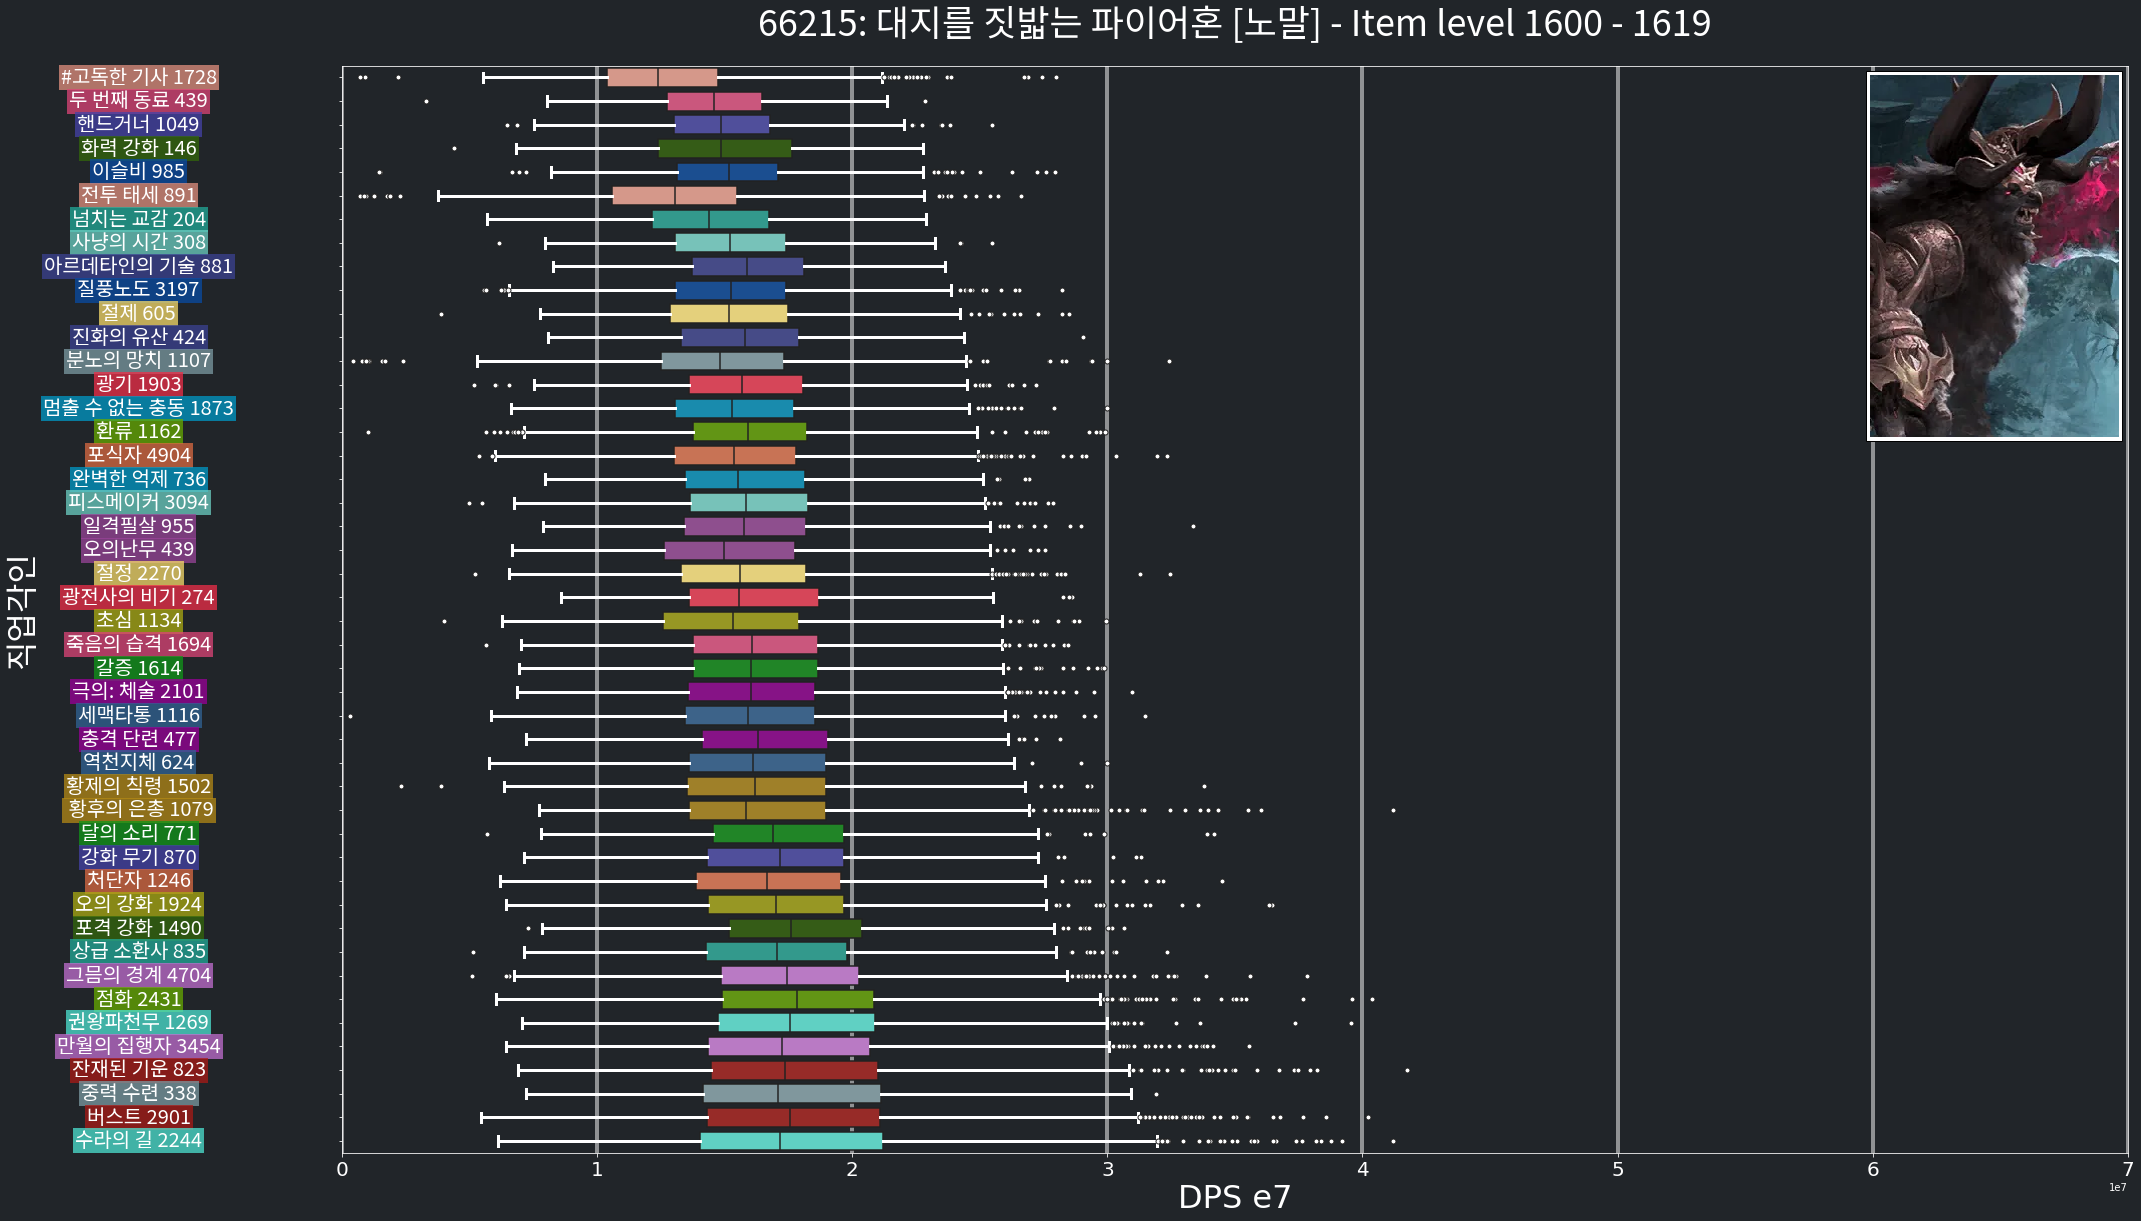 66215: 대지를 짓밟는 파이어혼 [노말] - Item level 1600 - 1619
직업각인
#고독한 기사 1728
두 번째 동료 439
핸드거너 1049
화력 강화 146
이슬비 985
전투 태세 891
넘치는 교감 204
사냥의 시간 308
아르데타인의 기술 881
질풍노도 3197
절제 605
진화의 유산 424
분노의 망치 1107
광기 1903
멈출 수 없는 충동 1873
환류 1162
포식자 4904
완벽한 억제 736
피스메이커 3094
일격필살 955
오의난무 439
절정 2270
광전사의 비기 274
초심 1134
죽음의 습격 1694
갈증 1614
극의: 체술 2101
세맥타통 1116
충격 단련 477
역천지체 624
황제의 칙령 1502
황후의 은총 1079
달의 소리 771
강화 무기 870
처단자 1246
오의 강화 1924
포격 강화 1490
상급 소환사 835
그믐의 경계 4704
점화 2431
권왕파천무 1269
만월의 집행자 3454
잔재된 기운 823
중력 수련 338
버스트 2901
수라의 길 2244
0 1 2 3 4 5 6 7
DPS e7
1e7